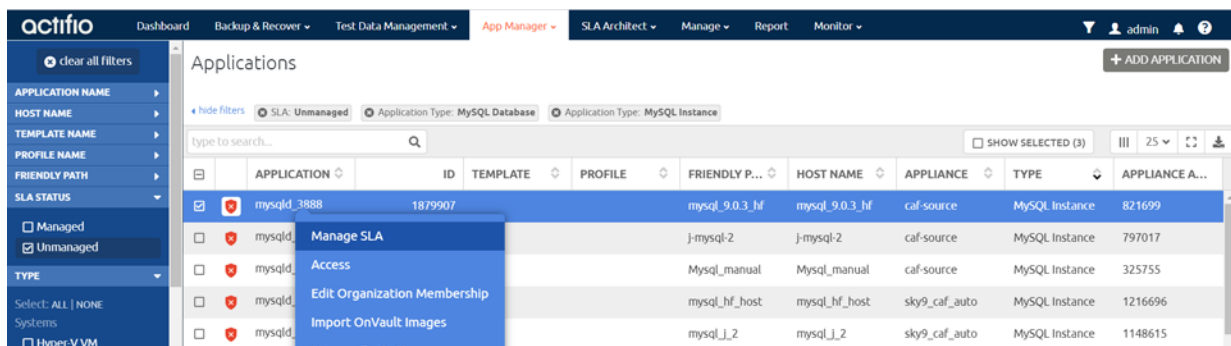 actifio Dashboard Backup & Recover Test Data Management App Manager SLA Architect Manage Report Monitor admin
clear all filters
Applications
+ ADD APPLICATION
APPLICATION NAME
HOST NAME
TEMPLATE NAME
PROFILE NAME
FRIENDLY PATH
SLA STATUS
Managed
Unmanaged
TYPE
Select: ALL | NONE
Systems
Hyper-V VM
hide filters SLA: Unmanaged Application Type: MySQL Database Application Type: MySQL Instance
type to search... SHOW SELECTED (3) 25
APPLICATION ID TEMPLATE PROFILE FRIENDLY P... HOST NAME APPLIANCE TYPE APPLIANCE A...
mysqld_3888 1879907 mysql_9.0.3_hf mysql_9.0.3_hf caf-source MySQL Instance 821699
mysqld_ j-mysql-2 j-mysql-2 caf-source MySQL Instance 797017
mysqld_ Mysql_manual Mysql_manual caf-source MySQL Instance 325755
mysqld_ mysql_hf_host mysql_hf_host sky9_caf_auto MySQL Instance 1216696
mysqld_ mysql_j_2 mysql_j_2 sky9_caf_auto MySQL Instance 1148615
Manage SLA
Access
Edit Organization Membership
Import OnVault Images